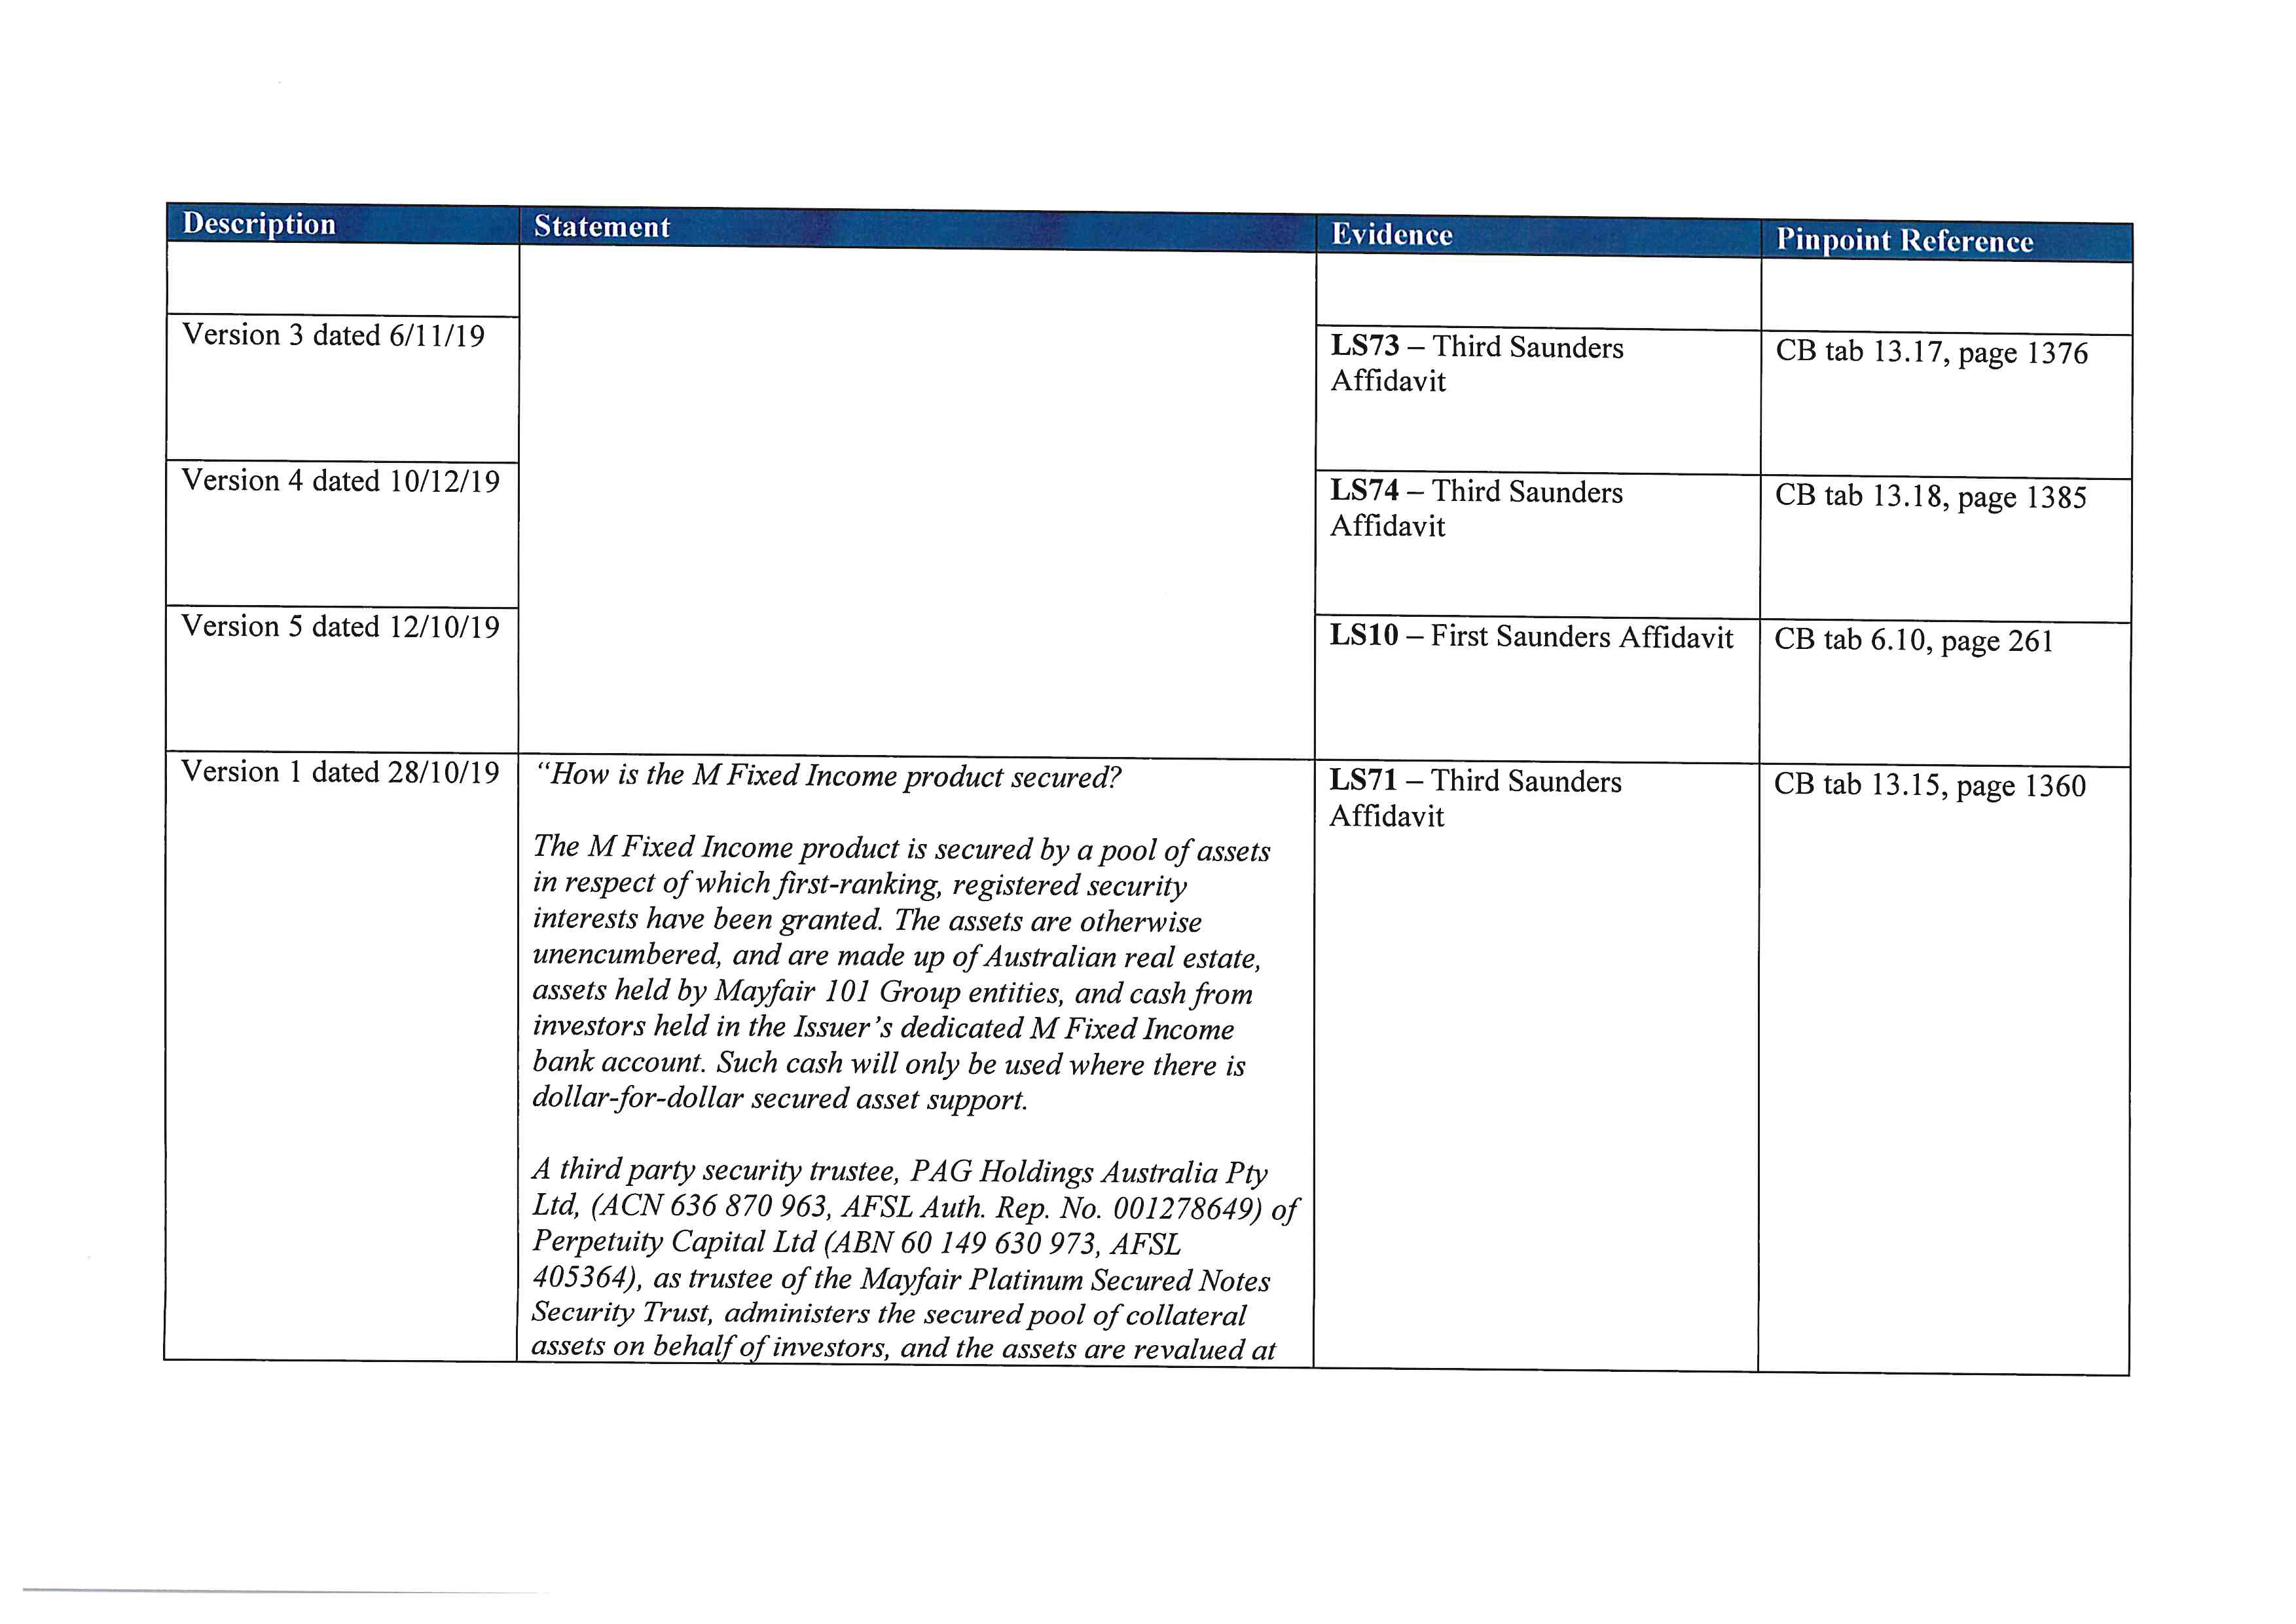 Description Statement Evidence Pinpoint Reference
Version 3 dated 6/11/19
LS73 – Third Saunders
Affidavit
CB tab 13.17, page 1376
Version 4 dated 10/12/19
LS74 – Third Saunders
Affidavit
CB tab 13.18, page 1385
Version 5 dated 12/10/19
LS10 – First Saunders Affidavit
CB tab 6.10, page 261
Version 1 dated 28/10/19
“How is the M Fixed Income product secured?
The M Fixed Income product is secured by a pool of assets
in respect of which first-ranking, registered security
interests have been granted. The assets are otherwise
unencumbered, and are made up of Australian real estate,
assets held by Mayfair 101 Group entities, and cash from
investors held in the Issuer’s dedicated M Fixed Income
bank account. Such cash will only be used where there is
dollar-for-dollar secured asset support.
A third party security trustee, PAG Holdings Australia Pty
Ltd, (ACN 636 870 963, AFSL Auth. Rep. No. 001278649) of
Perpetuity Capital Ltd (ABN 60 149 630 973, AFSL
405364), as trustee of the Mayfair Platinum Secured Notes
Security Trust, administers the secured pool of collateral
assets on behalf of investors, and the assets are revalued at
LS71 – Third Saunders
Affidavit
CB tab 13.15, page 1360